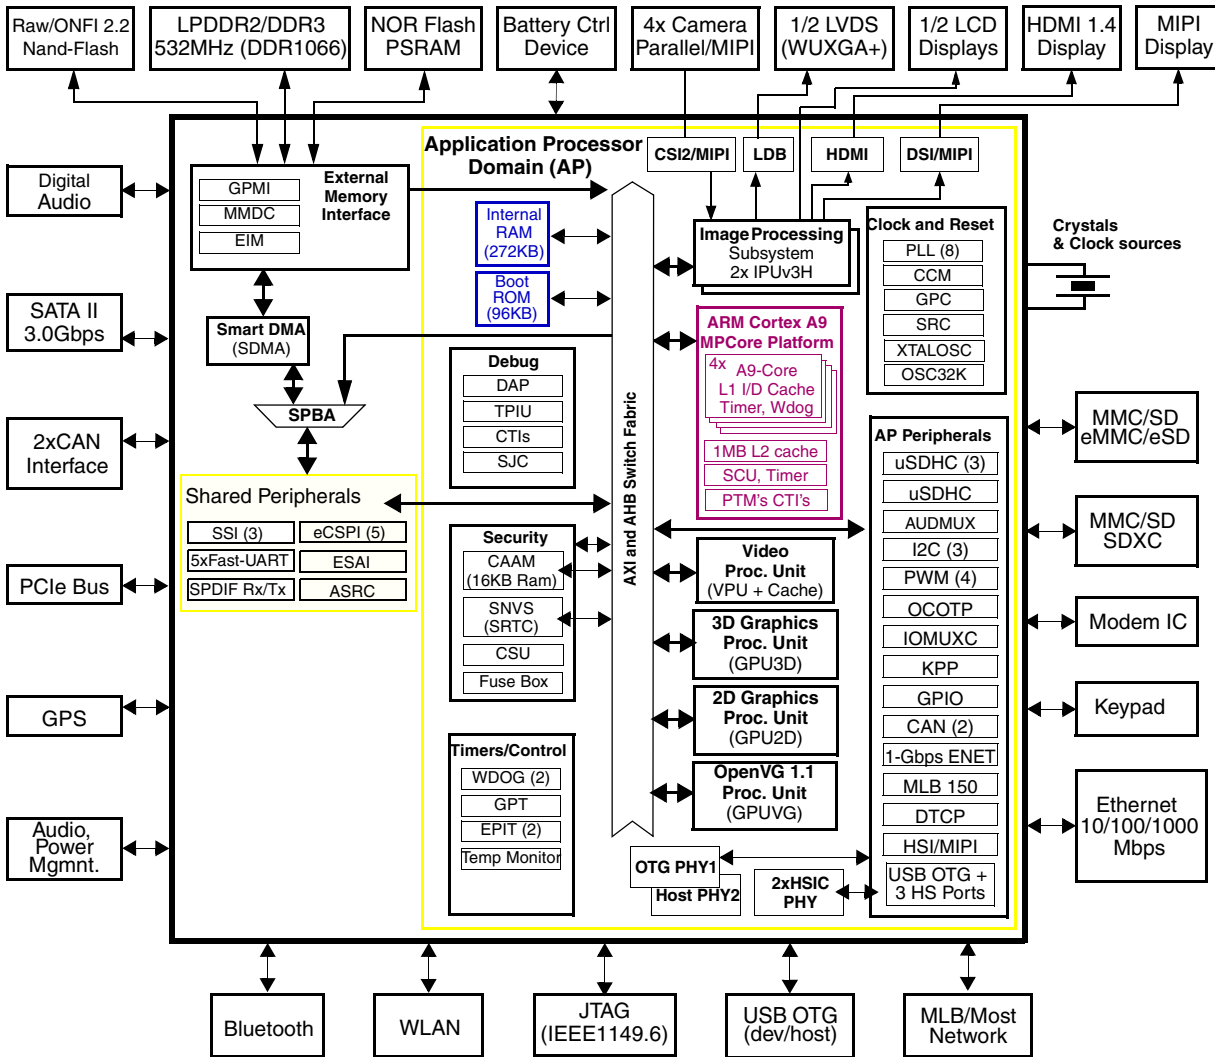 Raw/ONFI 2.2
Nand-Flash
LPDDR2/DDR3
532MHz (DDR1066)
NOR Flash
PSRAM
Battery Ctrl
Device
4x Camera
Parallel/MIPI
1/2 LVDS
(WUXGA+)
1/2 LCD
Displays
HDMI 1.4
Display
MIPI
Display
Digital
Audio
SATA II
3.0Gbps
2xCAN
Interface
PCIe Bus
GPS
Audio,
Power
Mgmnt.
External
Memory
Interface
GPMI
MMDC
EIM
Smart DMA
(SDMA)
SPBA
Shared Peripherals
SSI (3)
eCSPI (5)
5xFast-UART
ESAI
SPDIF Rx/Tx
ASRC
Application Processor
Domain (AP)
Internal
RAM
(272KB)
Boot
ROM
(96KB)
Debug
DAP
TPIU
CTIs
SJC
Security
CAAM
(16KB Ram)
SNVS
(SRTC)
CSU
Fuse Box
Timers/Control
WDOG (2)
GPT
EPIT (2)
Temp Monitor
AXI and AHB Switch Fabric
CSI2/MIPI
LDB
HDMI
DSI/MIPI
Image Processing
Subsystem
2x IPUv3H
ARM Cortex A9
MPCore Platform
4x
A9-Core
L1 I/D Cache
Timer, Wdog
1MB L2 cache
SCU, Timer
PTM's CTI's
Video
Proc. Unit
(VPU + Cache)
3D Graphics
Proc. Unit
(GPU3D)
2D Graphics
Proc. Unit
(GPU2D)
OpenVG 1.1
Proc. Unit
(GPUVG)
OTG PHY1
Host PHY2
2xHSIC
PHY
Clock and Reset
PLL (8)
CCM
GPC
SRC
XTALOSC
OSC32K
AP Peripherals
uSDHC (3)
uSDHC
AUDMUX
I2C (3)
PWM (4)
OCOTP
IOMUXC
KPP
GPIO
CAN (2)
1-Gbps ENET
MLB 150
DTCP
HSI/MIPI
USB OTG +
3 HS Ports
Crystals
& Clock sources
MMC/SD
eMMC/eSD
MMC/SD
SDXC
Modem IC
Keypad
Ethernet
10/100/1000
Mbps
Bluetooth
WLAN
JTAG
(IEEE1149.6)
USB OTG
(dev/host)
MLB/Most
Network